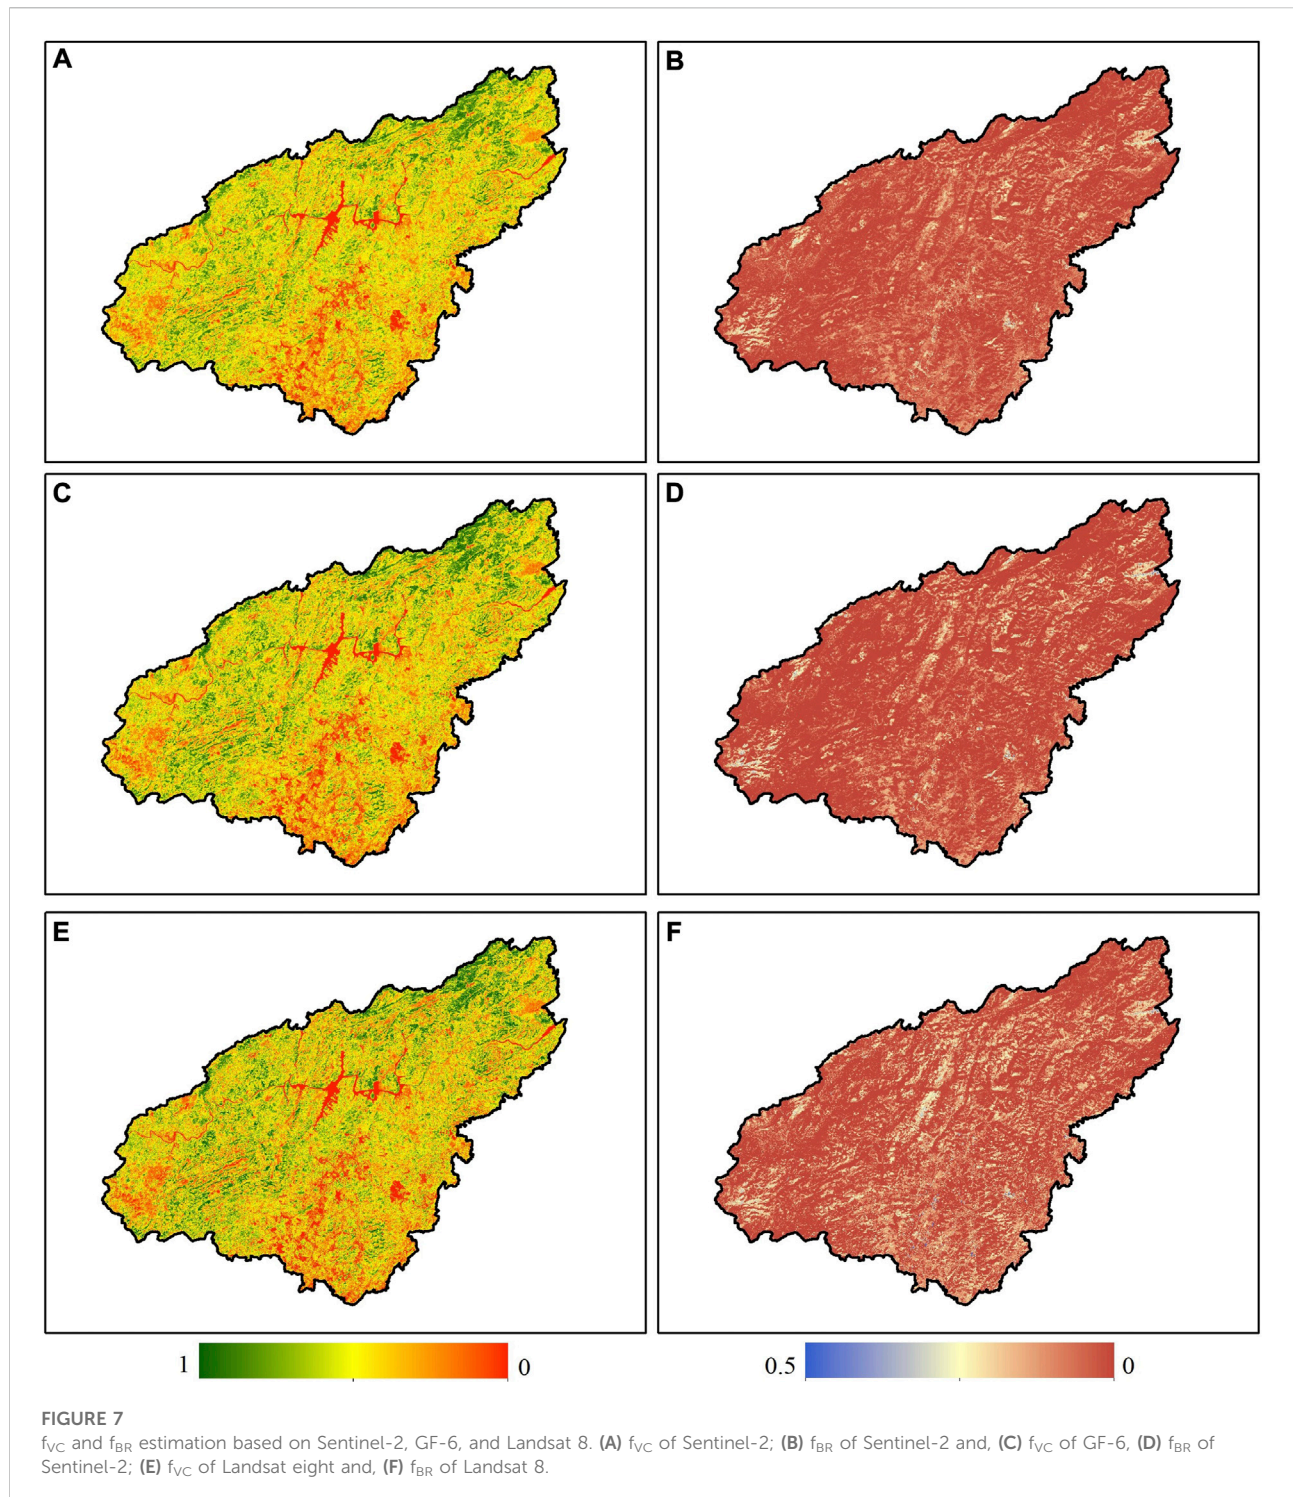 A
B
C
D
E
F
1
0
0.5
0
FIGURE 7
fVC and fBR estimation based on Sentinel-2, GF-6, and Landsat 8. (A) fVC of Sentinel-2; (B) fBR of Sentinel-2 and, (C) fVC of GF-6, (D) fBR of
Sentinel-2; (E) fVC of Landsat eight and, (F) fBR of Landsat 8.